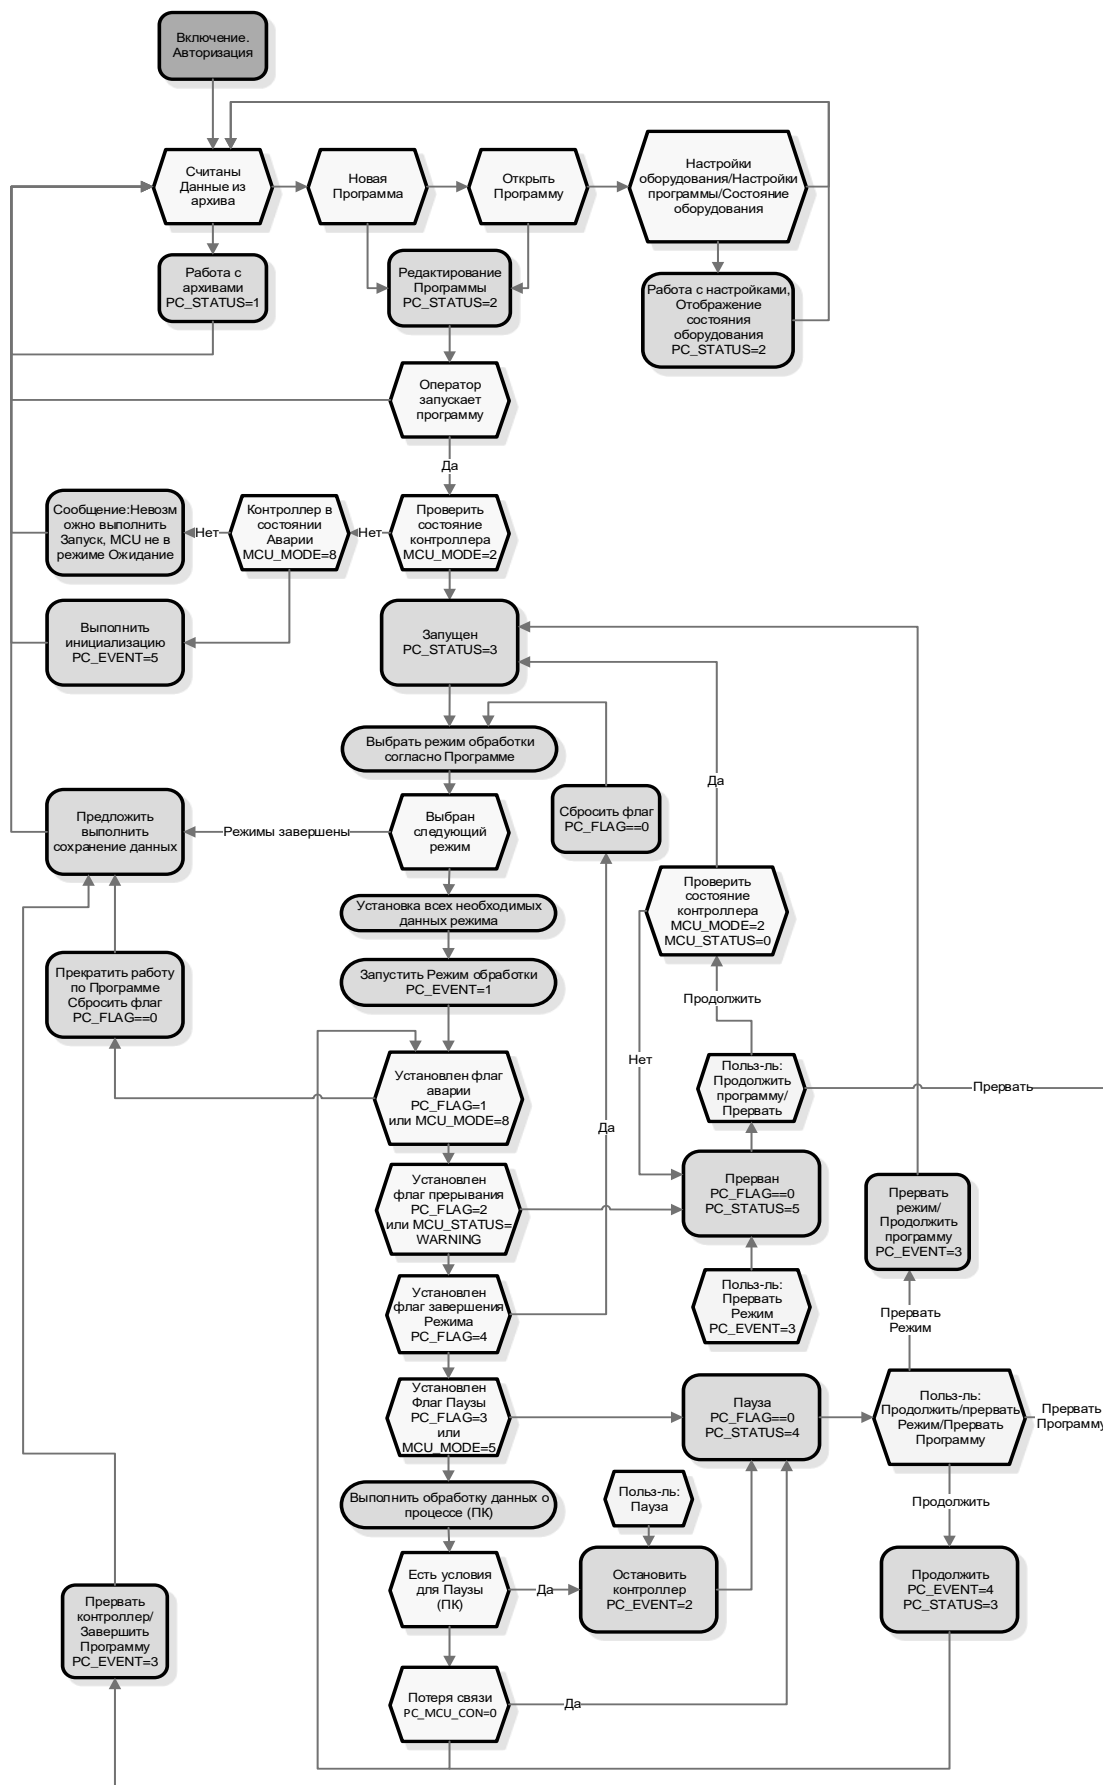 Включение.
Авторизация
Считаны
Данные из
архива
Новая
Программа
Открыть
Программу
Настройки
оборудования/Настройки
программы/Состояние
оборудования
Работа с
архивами
PC_STATUS=1
Редактирование
Программы
PC_STATUS=2
Работа с настройками,
Отображение
состояния
оборудования
PC_STATUS=2
Оператор
запускает
программу
Да
Сообщение:Невозм
ожно выполнить
Запуск, MCU не в
режиме Ожидание
Нет
Контроллер в
состоянии
Аварии
MCU_MODE=8
Нет
Проверить
состояние
контроллера
MCU_MODE=2
Выполнить
инициализацию
PC_EVENT=5
Запущен
PC_STATUS=3
Выбрать режим обработки
согласно Программе
Да
Сбросить флаг
PC_FLAG==0
Предложить
выполнить
сохранение данных
Режимы завершены
Выбран
следующий
режим
Проверить
состояние
контроллера
MCU_MODE=2
MCU_STATUS=0
Установка всех необходимых
данных режима
Прекратить работу
по Программе
Сбросить флаг
PC_FLAG==0
Запустить Режим обработки
PC_EVENT=1
Продолжить
Нет
Установлен флаг
аварии
PC_FLAG=1
или MCU_MODE=8
Польз-ль:
Продолжить
программу/
Прервать
Прервать
Да
Установлен
флаг прерывания
PC_FLAG=2
или MCU_STATUS=
WARNING
Прерван
PC_FLAG==0
PC_STATUS=5
Прервать
режим/
Продолжить
программу
PC_EVENT=3
Установлен
флаг завершения
Режима
PC_FLAG=4
Польз-ль:
Прервать
Режим
PC_EVENT=3
Прервать
Режим
Установлен
Флаг Паузы
PC_FLAG=3
или
MCU_MODE=5
Пауза
PC_FLAG==0
PC_STATUS=4
Польз-ль:
Продолжить/прервать
Режим/Прервать
Программу
Прервать
Программу
Выполнить обработку данных о
процессе (ПК)
Польз-ль:
Пауза
Продолжить
Есть условия
для Паузы
(ПК)
Да
Остановить
контроллер
PC_EVENT=2
Продолжить
PC_EVENT=4
PC_STATUS=3
Прервать
контроллер/
Завершить
Программу
PC_EVENT=3
Потеря связи
PC_MCU_CON=0
Да